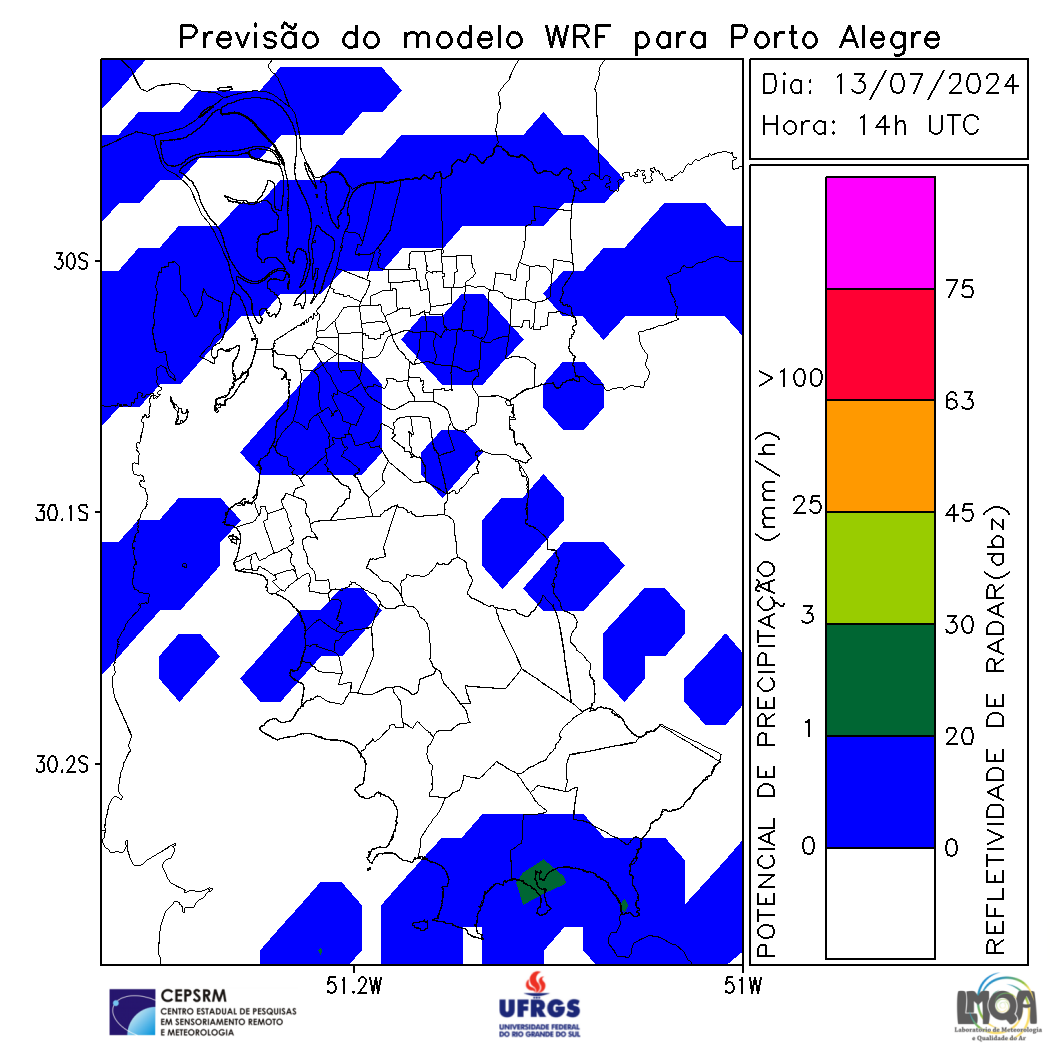 Previsão do modelo WRF para Porto Alegre
Dia: 13/07/2024
Hora: 14h UTC
30S
30.1S
30.2S
51.2W
51W
POTENCIAL DE PRECIPITAÇÃO (mm/h)
>100
25
3
1
0
75
63
45
30
20
0
REFLETIVIDADE DE RADAR(dbz)
CEPSRM
CENTRO ESTADUAL DE PESQUISAS
EM SENSORIAMENTO REMOTO
E METEOROLOGIA
UFRGS
UNIVERSIDADE FEDERAL
DO RIO GRANDE DO SUL
LMQA
Laboratório de Meteorologia
e Qualidade do Ar